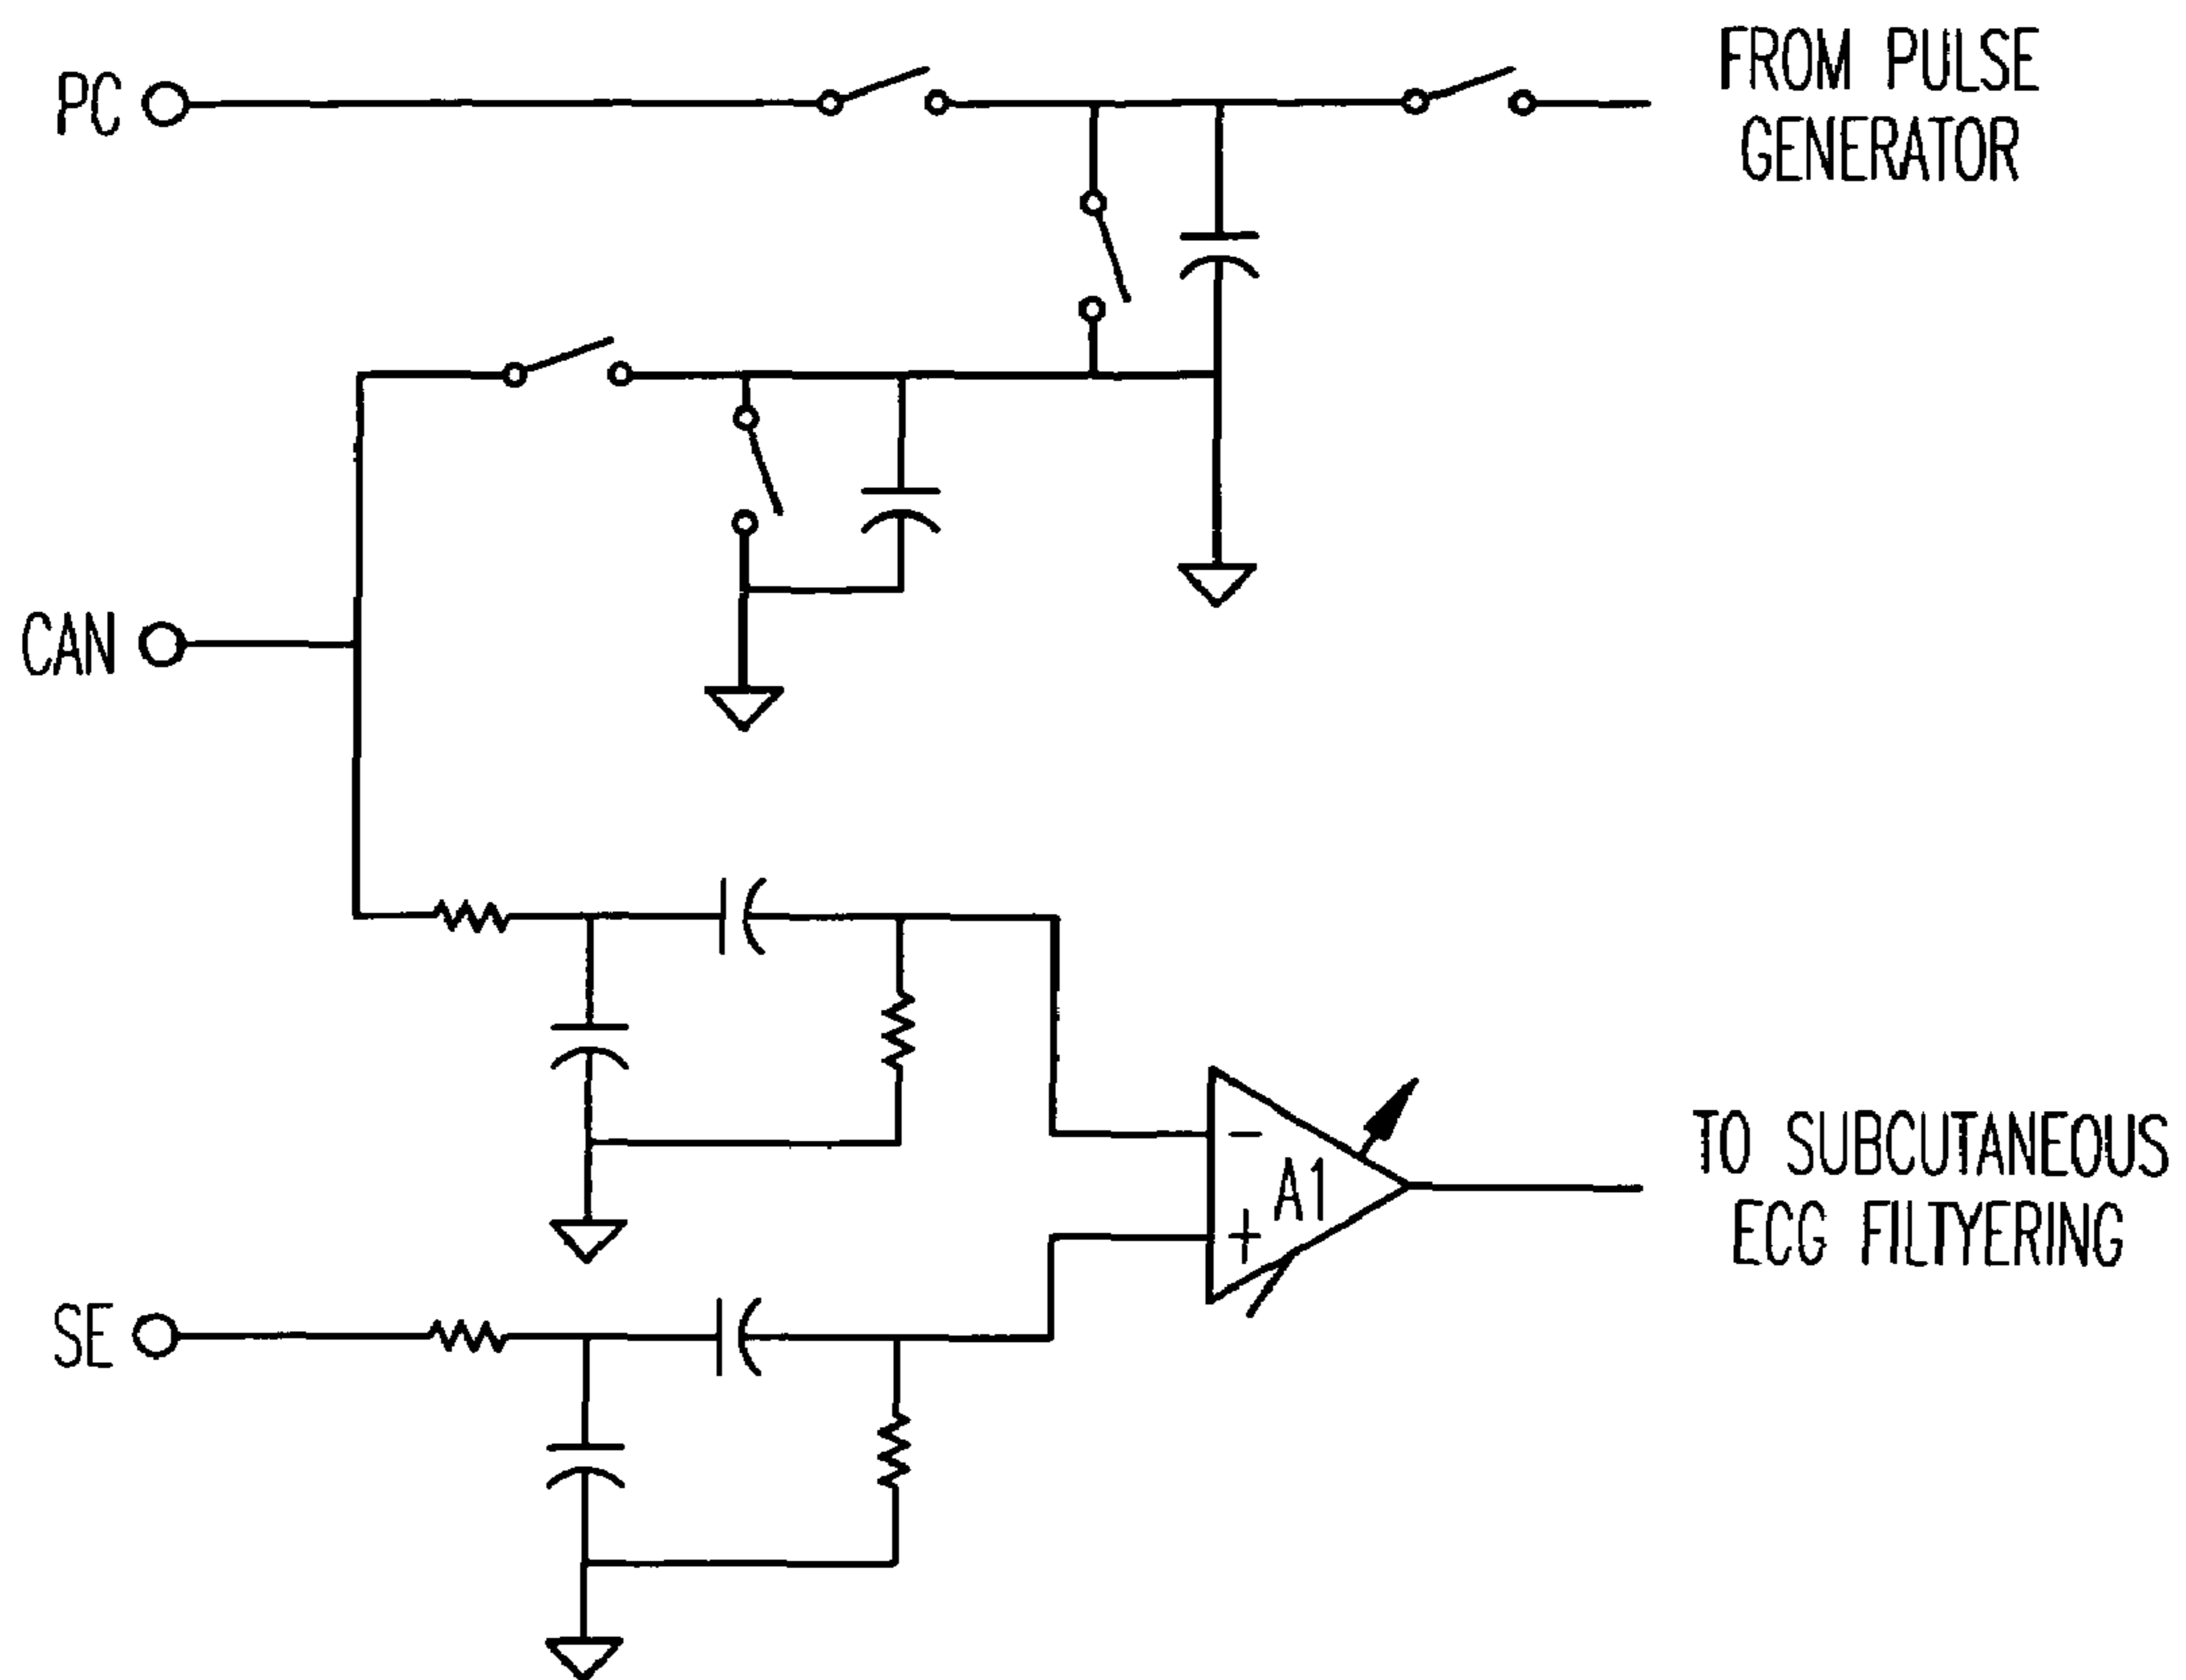 PC
FROM PULSE
GENERATOR
CAN
−
A1
+
TO SUBCUTANEOUS
ECG FILTYERING
SE